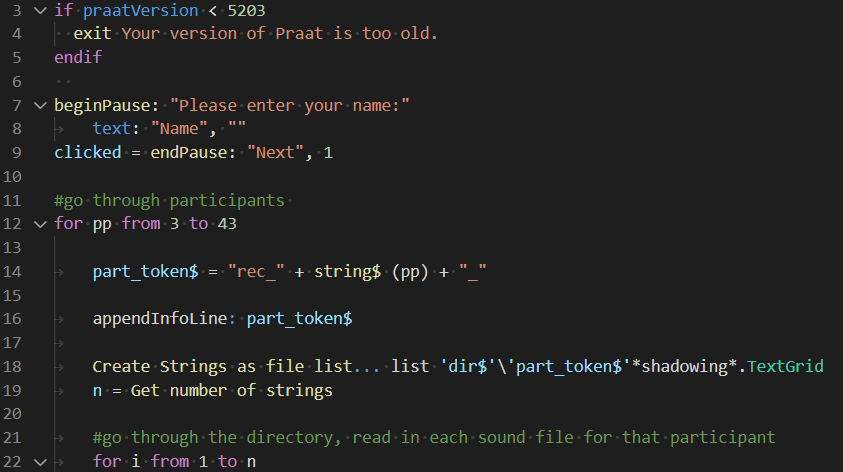 3 if praatVersion < 5203
4 exit Your version of Praat is too old.
5 endif
6
7 beginPause: "Please enter your name:"
8 text: "Name", ""
9 clicked = endPause: "Next", 1
10
11 #go through participants
12 for pp from 3 to 43
13
14 part_token$ = "rec_" + string$ (pp) + "_"
15
16 appendInfoLine: part_token$
17
18 Create Strings as file list... list 'dir$'\'part_token$'*shadowing*.TextGrid
19 n = Get number of strings
20
21 #go through the directory, read in each sound file for that participant
22 for i from 1 to n